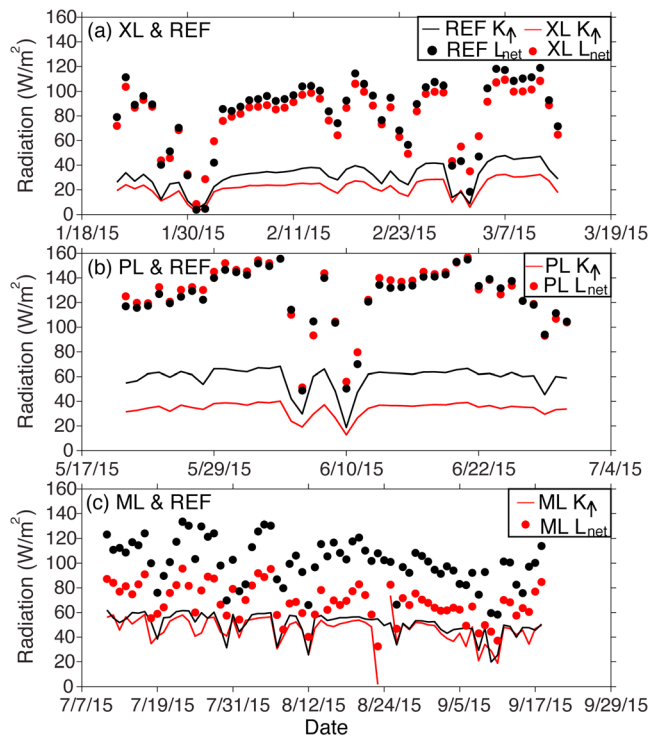 (a) XL & REF
REF K↑ XL K↑
REF Lnet XL Lnet
Radiation (W/m²)
160
140
120
100
80
60
40
20
0
1/18/15 1/30/15 2/11/15 2/23/15 3/7/15 3/19/15
(b) PL & REF
PL K↑
PL Lnet
Radiation (W/m²)
160
140
120
100
80
60
40
20
0
5/17/15 5/29/15 6/10/15 6/22/15 7/4/15
(c) ML & REF
ML K↑
ML Lnet
Radiation (W/m²)
160
140
120
100
80
60
40
20
0
7/7/15 7/19/15 7/31/15 8/12/15 8/24/15 9/5/15 9/17/15 9/29/15
Date